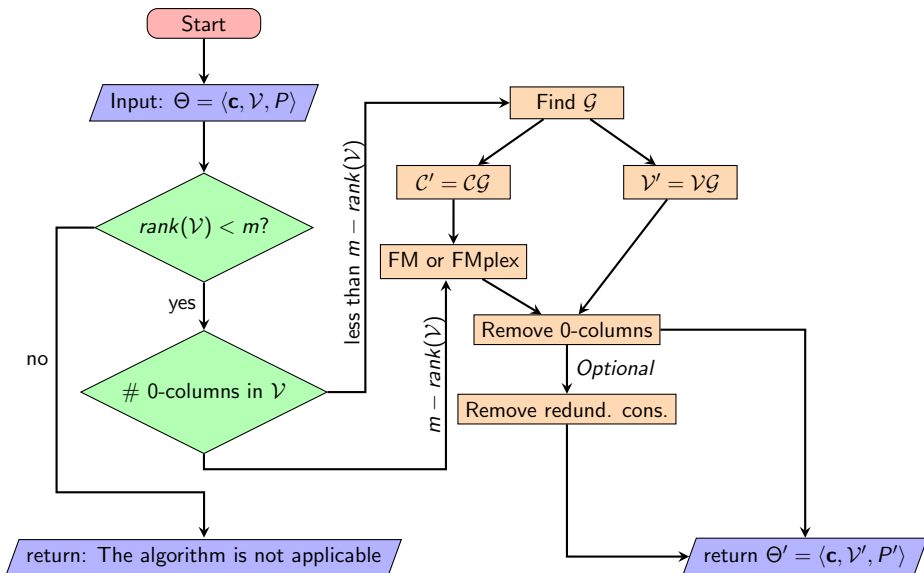 Start
Input: Θ = ⟨c, 𝒱, P⟩
rank(𝒱) < m?
yes
no
# 0-columns in 𝒱
less than m − rank(𝒱)
m − rank(𝒱)
Find 𝒢
𝒞′ = 𝒞𝒢
𝒱′ = 𝒱𝒢
FM or FMplex
Remove 0-columns
Optional
Remove redund. cons.
return: The algorithm is not applicable
return Θ′ = ⟨c, 𝒱′, P′⟩